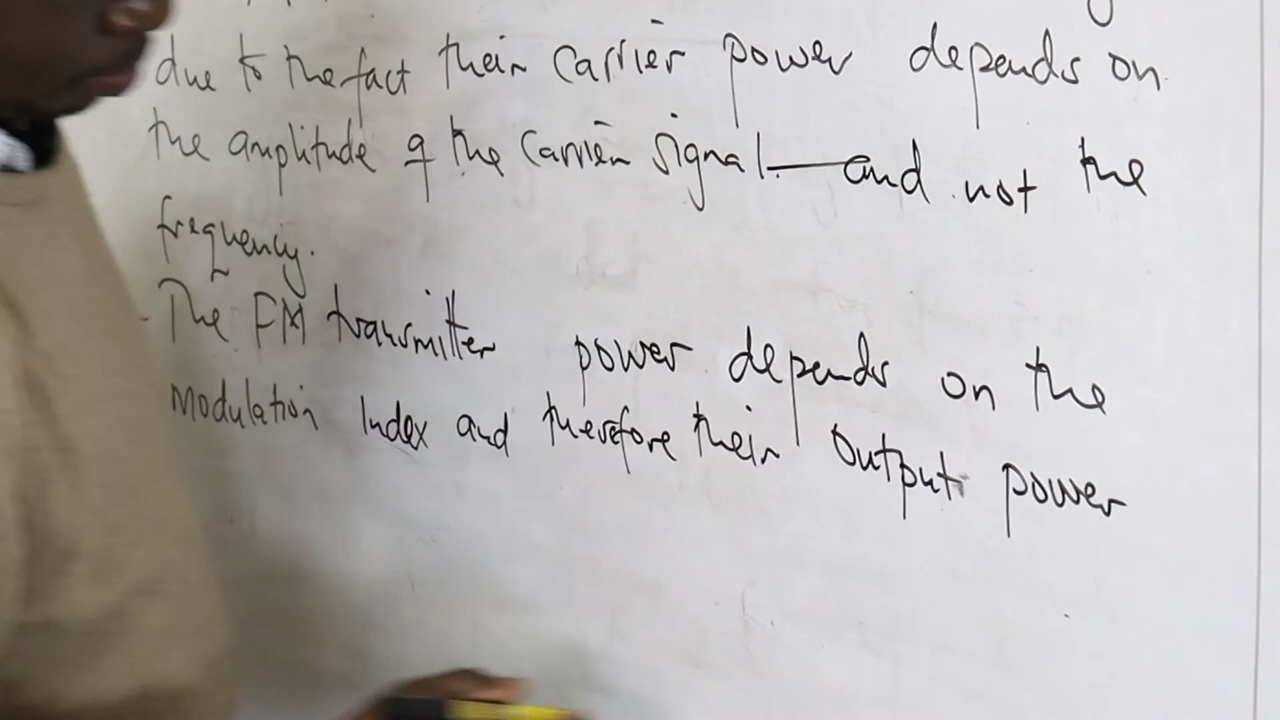 due to the fact their carrier power depends on
the amplitude of the carrier signal — and not the
frequency.
- The FM transmitter power depends on the
modulation Index and therefore their output power